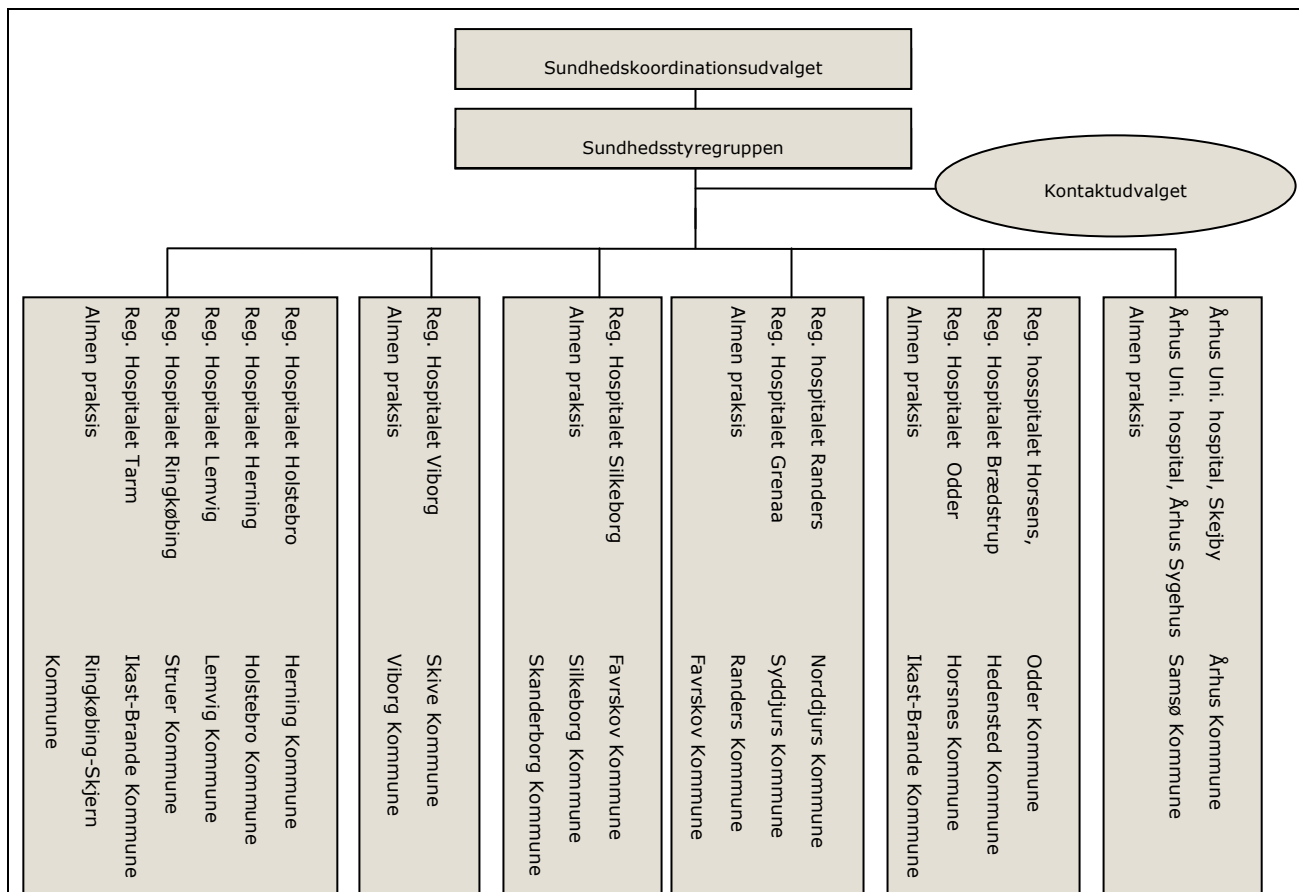 Sundhedskoordinationsudvalget
Sundhedsstyregruppen
Kontaktudvalget
Reg. Hospitalet Holstebro
Reg. Hospitalet Herning
Reg. Hospitalet Lemvig
Reg. Hospitalet Ringkøbing
Reg. Hospitalet Tarm
Almen praksis
Herning Kommune
Holstebro Kommune
Lemvig Kommune
Struer Kommune
Ikast-Brande Kommune
Ringkøbing-Skjern
Kommune
Reg. Hospitalet Viborg
Almen praksis
Skive Kommune
Viborg Kommune
Reg. Hospitalet Silkeborg
Almen praksis
Favrskov Kommune
Silkeborg Kommune
Skanderborg Kommune
Reg. hospitalet Randers
Reg. Hospitalet Grenaa
Almen praksis
Norddjurs Kommune
Syddjurs Kommune
Randers Kommune
Favrskov Kommune
Reg. hosspitalet Horsens,
Reg. Hospitalet Brædstrup
Reg. Hospitalet Odder
Almen praksis
Odder Kommune
Hedensted Kommune
Horsnes Kommune
Ikast-Brande Kommune
Århus Uni. hospital, Skejby
Århus Uni. hospital, Århus Sygehus
Almen praksis
Århus Kommune
Samsø Kommune